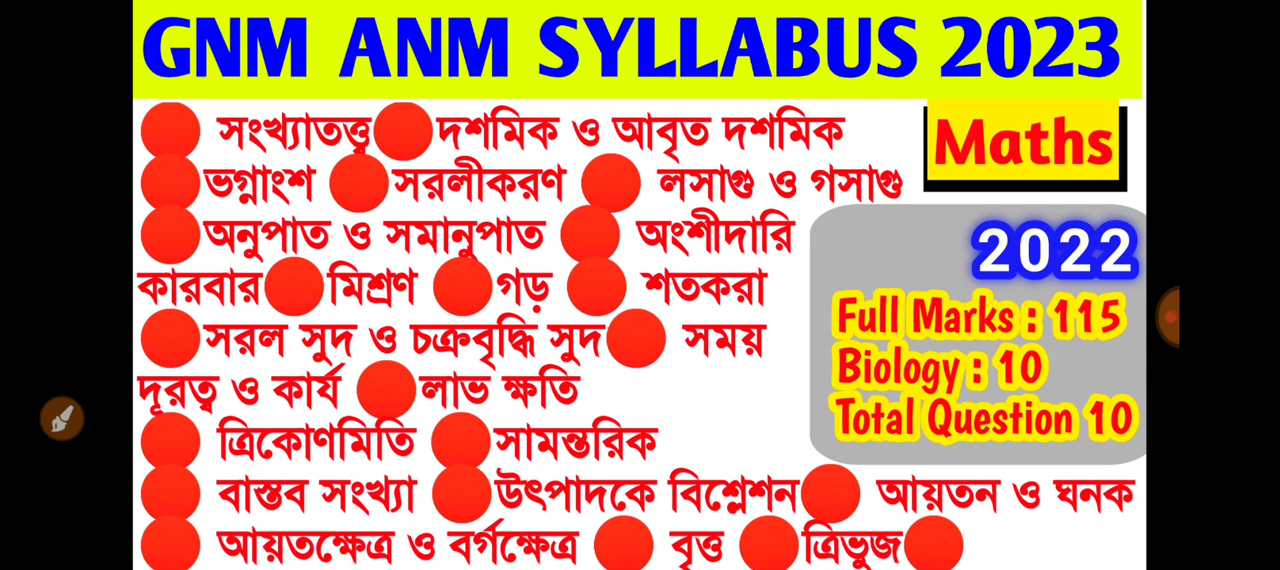 GNM ANM SYLLABUS 2023
সংখ্যাতত্ত্ব দশমিক ও আবৃত দশমিক
Maths
ভগ্নাংশ সরলীকরণ লসাগু ও গসাগু
অনুপাত ও সমানুপাত অংশীদারি
2022
কারবার মিশ্রণ গড় শতকরা
Full Marks : 115
সরল সুদ ও চক্রবৃদ্ধি সুদ সময়
Biology : 10
দূরত্ব ও কার্য লাভ ক্ষতি
Total Question 10
ত্রিকোণমিতি সামন্তরিক
বাস্তব সংখ্যা উৎপাদকে বিশ্লেশন আয়তন ও ঘনক
আয়তক্ষেত্র ও বর্গক্ষেত্র বৃত্ত ত্রিভুজ